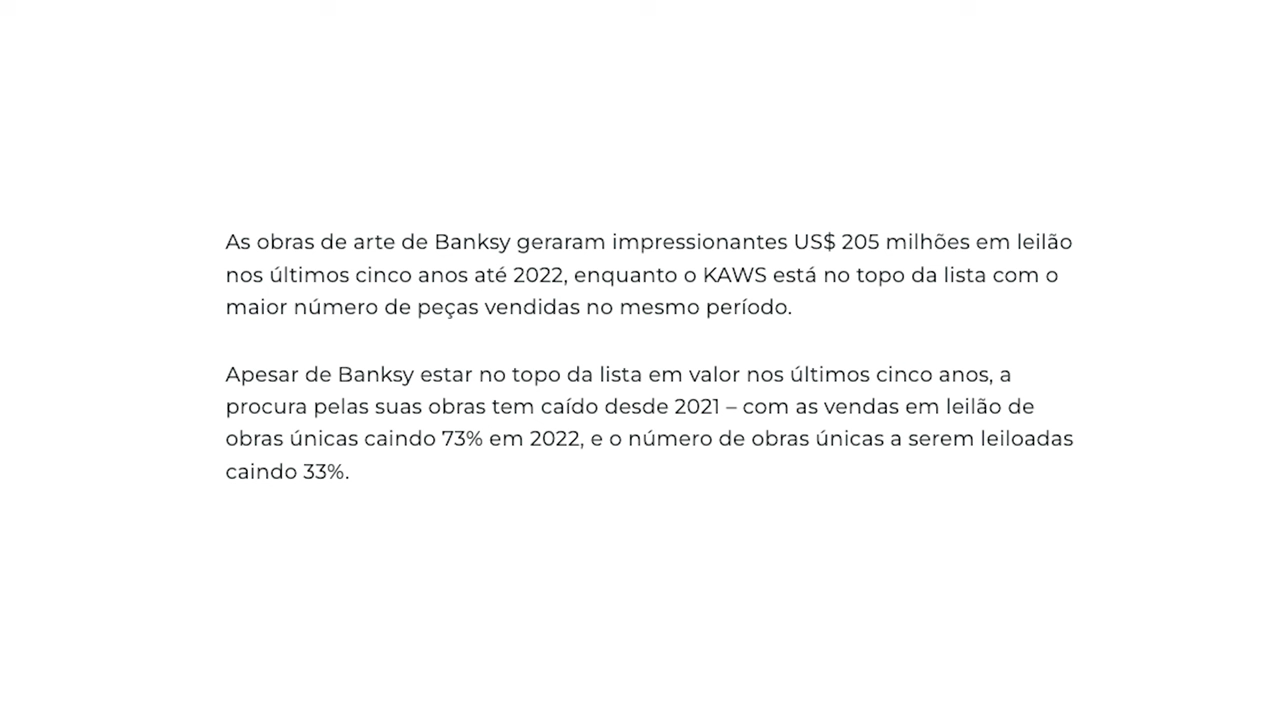 As obras de arte de Banksy geraram impressionantes US$ 205 milhões em leilão
nos últimos cinco anos até 2022, enquanto o KAWS está no topo da lista com o
maior número de peças vendidas no mesmo período.
Apesar de Banksy estar no topo da lista em valor nos últimos cinco anos, a
procura pelas suas obras tem caído desde 2021 – com as vendas em leilão de
obras únicas caindo 73% em 2022, e o número de obras únicas a serem leiloadas
caindo 33%.